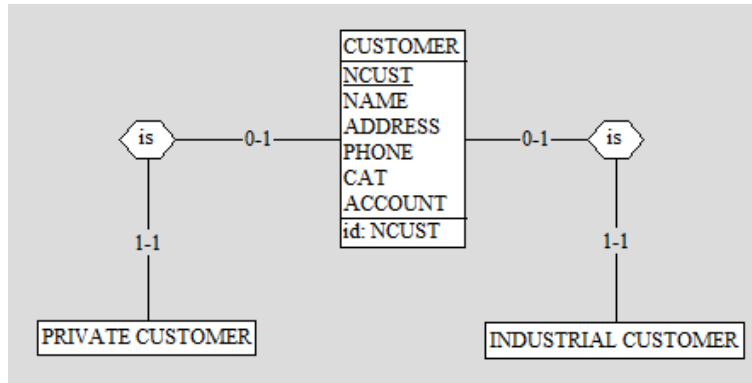 CUSTOMER
NCUST
NAME
ADDRESS
PHONE
CAT
ACCOUNT
id: NCUST
is
0-1
0-1
is
1-1
1-1
PRIVATE CUSTOMER
INDUSTRIAL CUSTOMER